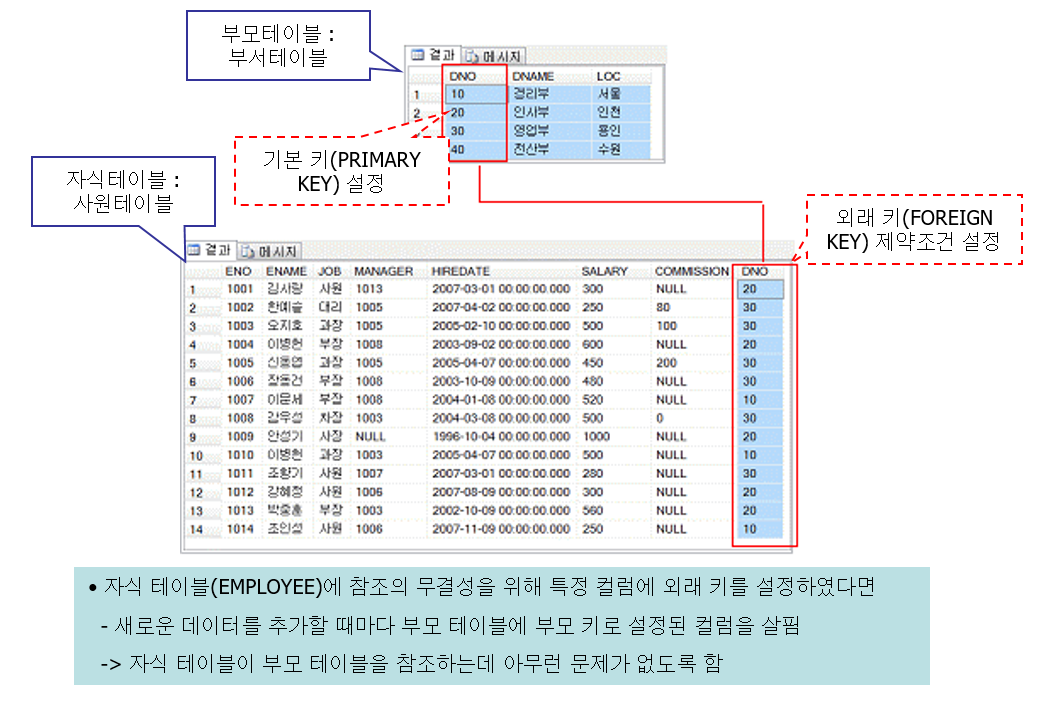 부모테이블 :
부서테이블
결과 메시지
DNO DNAME LOC
1 10 경리부 서울
2 20 인사부 인천
30 영업부 용인
40 전산부 수원
기본 키(PRIMARY
KEY) 설정
자식테이블 :
사원테이블
외래 키(FOREIGN
KEY) 제약조건 설정
결과 메시지
ENO ENAME JOB MANAGER HIREDATE SALARY COMMISSION DNO
1 1001 김사랑 사원 1013 2007-03-01 00:00:00.000 300 NULL 20
2 1002 한예슬 대리 1005 2007-04-02 00:00:00.000 250 80 30
3 1003 오지호 과장 1005 2005-02-10 00:00:00.000 500 100 30
4 1004 이병헌 부장 1008 2003-09-02 00:00:00.000 600 NULL 20
5 1005 신동엽 과장 1005 2005-04-07 00:00:00.000 450 200 30
6 1006 장동건 부장 1008 2003-10-09 00:00:00.000 480 NULL 30
7 1007 이문세 부장 1008 2004-01-08 00:00:00.000 520 NULL 10
8 1008 감우성 차장 1003 2004-03-08 00:00:00.000 500 0 30
9 1009 안성기 사장 NULL 1996-10-04 00:00:00.000 1000 NULL 20
10 1010 이병헌 과장 1003 2005-04-07 00:00:00.000 500 NULL 10
11 1011 조향기 사원 1007 2007-03-01 00:00:00.000 280 NULL 30
12 1012 강혜정 사원 1006 2007-08-09 00:00:00.000 300 NULL 20
13 1013 박중훈 부장 1003 2002-10-09 00:00:00.000 560 NULL 20
14 1014 조인성 사원 1006 2007-11-09 00:00:00.000 250 NULL 10
• 자식 테이블(EMPLOYEE)에 참조의 무결성을 위해 특정 컬럼에 외래 키를 설정하였다면
- 새로운 데이터를 추가할 때마다 부모 테이블에 부모 키로 설정된 컬럼을 살핌
-> 자식 테이블이 부모 테이블을 참조하는데 아무런 문제가 없도록 함